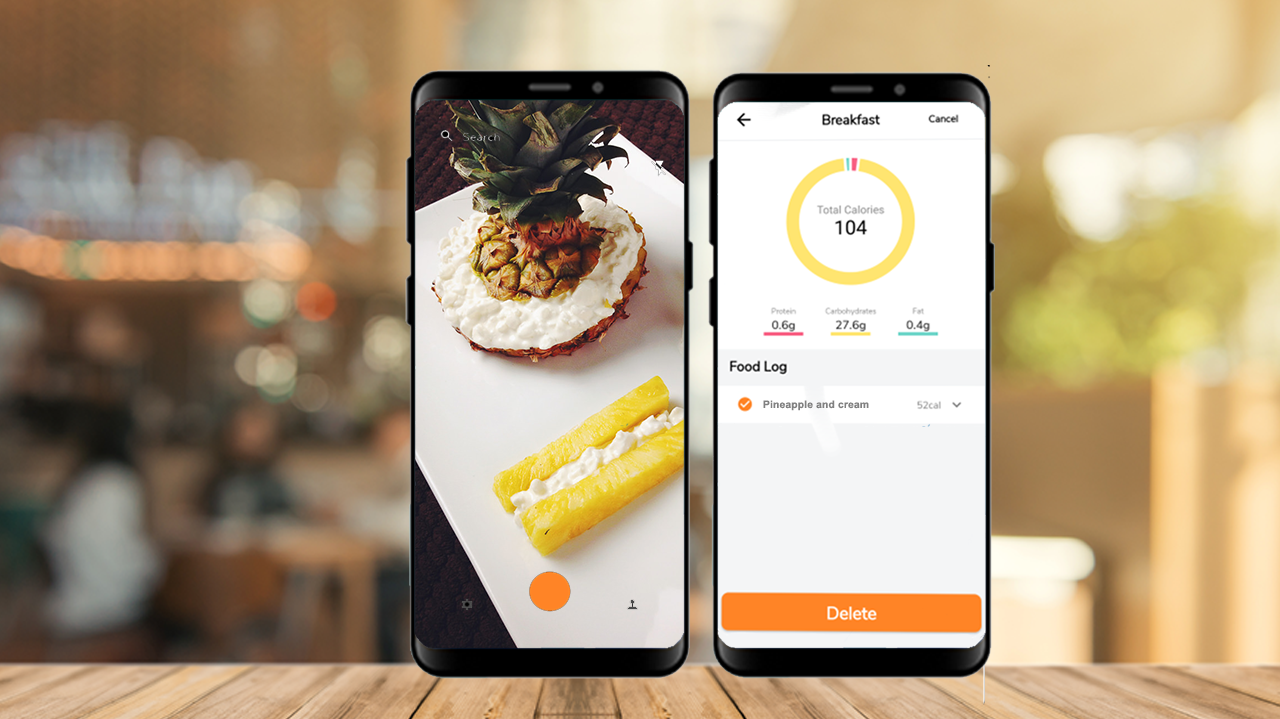 Search
Breakfast
Cancel
Total Calories
104
Protein
Carbohydrates
Fat
0.6g
27.6g
0.4g
Food Log
Pineapple and cream
52cal
Delete